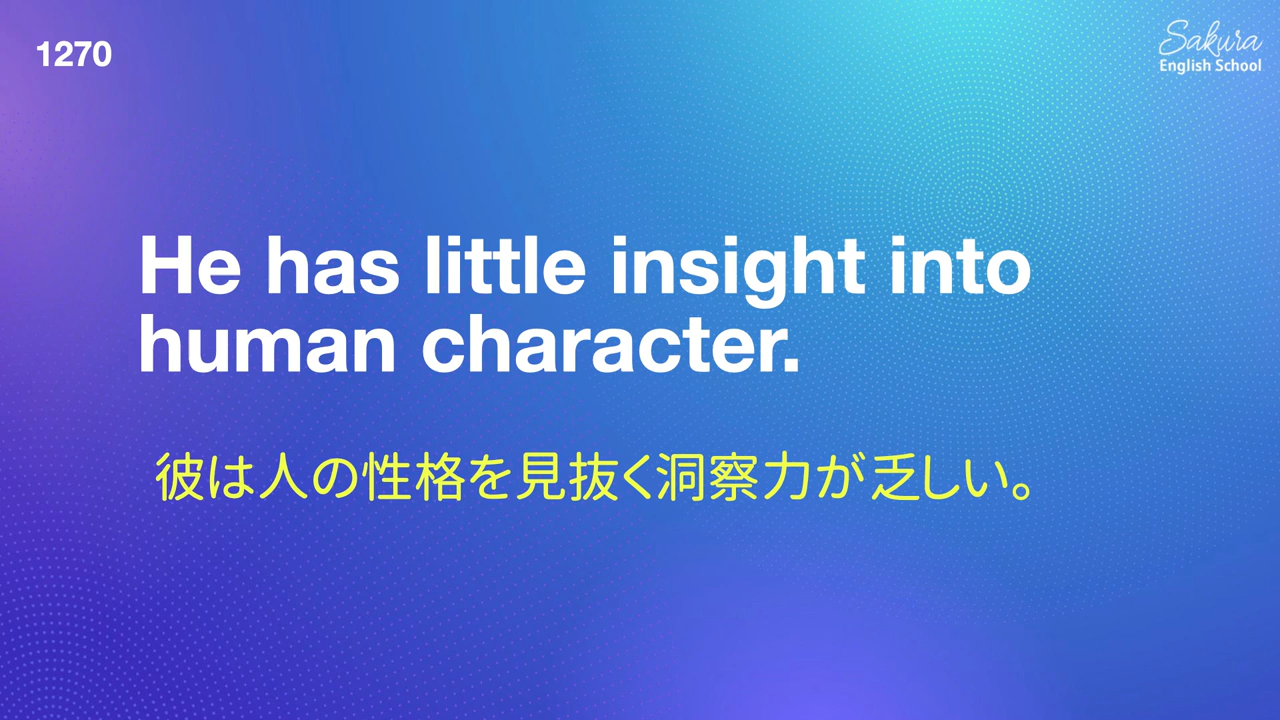 1270
Sakura
English School
He has little insight into
human character.
彼は人の性格を見抜く洞察力が乏しい。